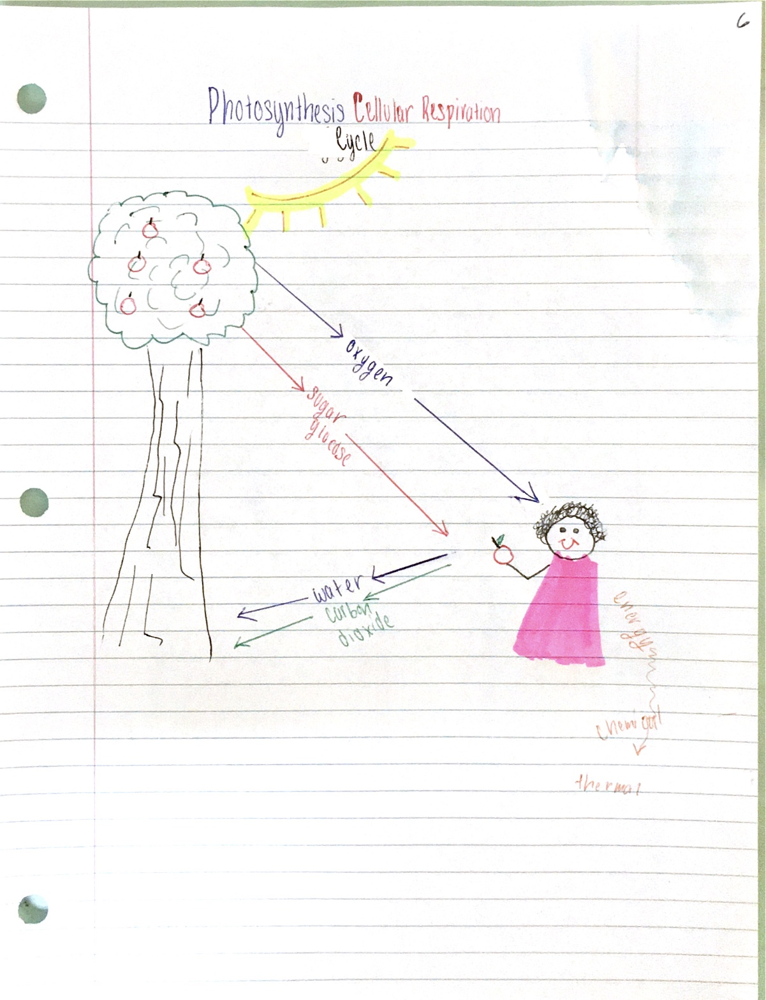 6
Photosynthesis Cellular Respiration
Cycle
oxygen
sugar
glucose
water
carbon
dioxide
energy
chemical
thermal